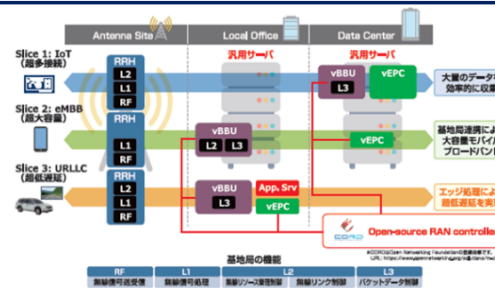 Antenna Site
Local Office
Data Center
Slice 1: IoT
(超多接続)
RRH
L2
L1
RF
汎用サーバ
汎用サーバ
vBBU
L3
vEPC
大量のデータを
効率的に収集
Slice 2: eMBB
(超大容量)
RRH
L1
RF
vBBU
L2
L3
vEPC
基地局連携によ
大容量モバイル
ブロードバンド
Slice 3: URLLC
(超低遅延)
RRH
L2
L1
RF
vBBU
L3
App, Srv
vEPC
エッジ処理によ
超低遅延を実
CORD
Open-source RAN controller
基地局の機能
RF
L1
L2
L3
無線信号送受信
無線信号処理
無線リソース管理制御
無線リンク制御
パケットデータ制御